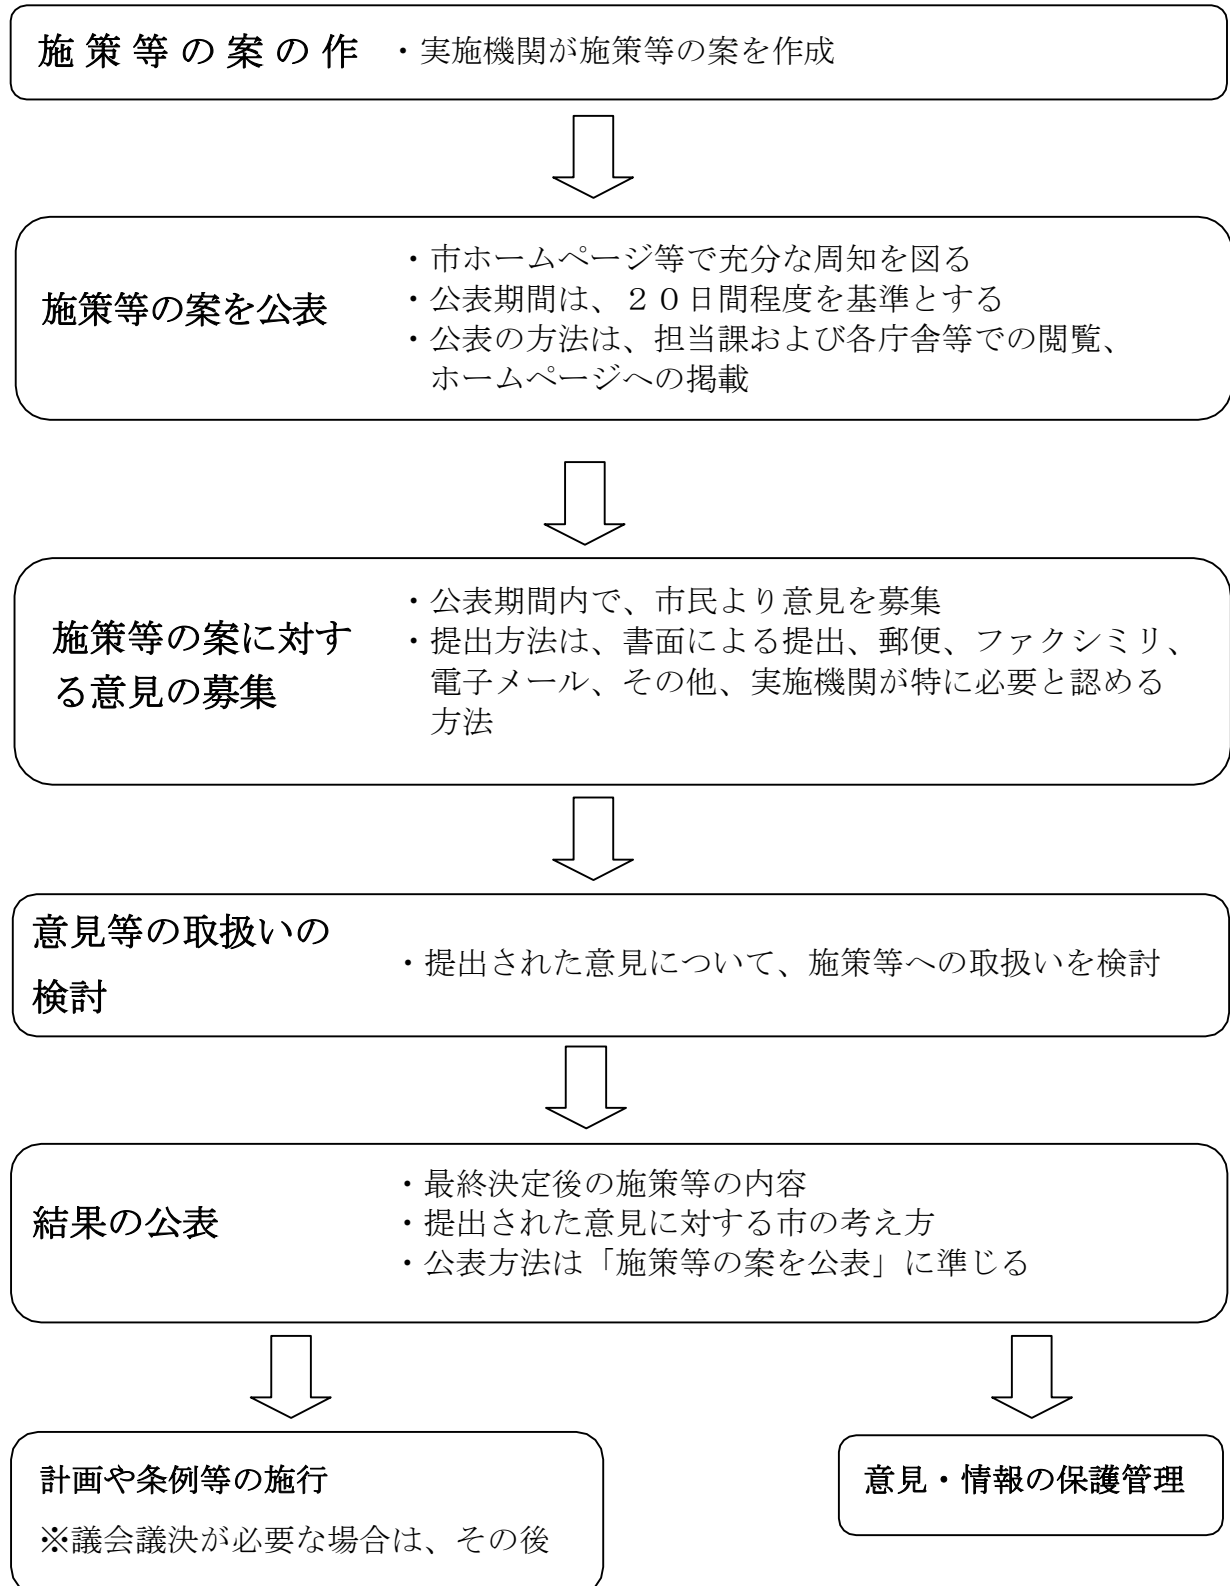 施策等の案の作 ・実施機関が施策等の案を作成
施策等の案を公表
・市ホームページ等で充分な周知を図る
・公表期間は、２０日間程度を基準とする
・公表の方法は、担当課および各庁舎等での閲覧、
ホームページへの掲載
施策等の案に対す
る意見の募集
・公表期間内で、市民より意見を募集
・提出方法は、書面による提出、郵便、ファクシミリ、
電子メール、その他、実施機関が特に必要と認める
方法
意見等の取扱いの
検討
・提出された意見について、施策等への取扱いを検討
結果の公表
・最終決定後の施策等の内容
・提出された意見に対する市の考え方
・公表方法は「施策等の案を公表」に準じる
計画や条例等の施行
※議会議決が必要な場合は、その後
意見・情報の保護管理